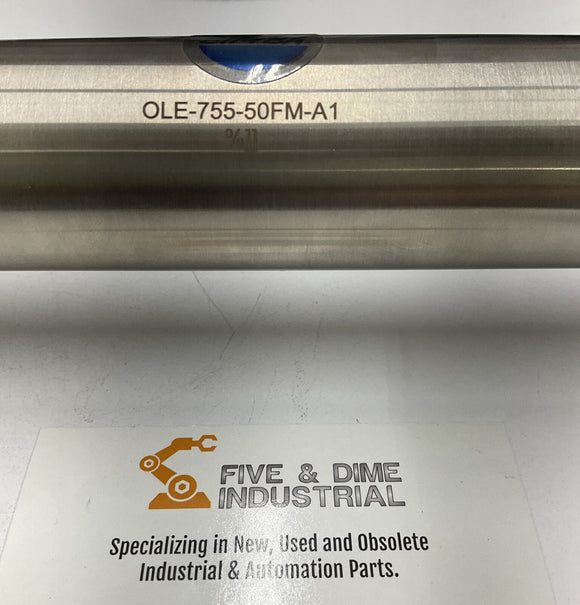 OLE-755-50FM-A1
FIVE & DIME
INDUSTRIAL
Specializing in New, Used and Obsolete
Industrial & Automation Parts.